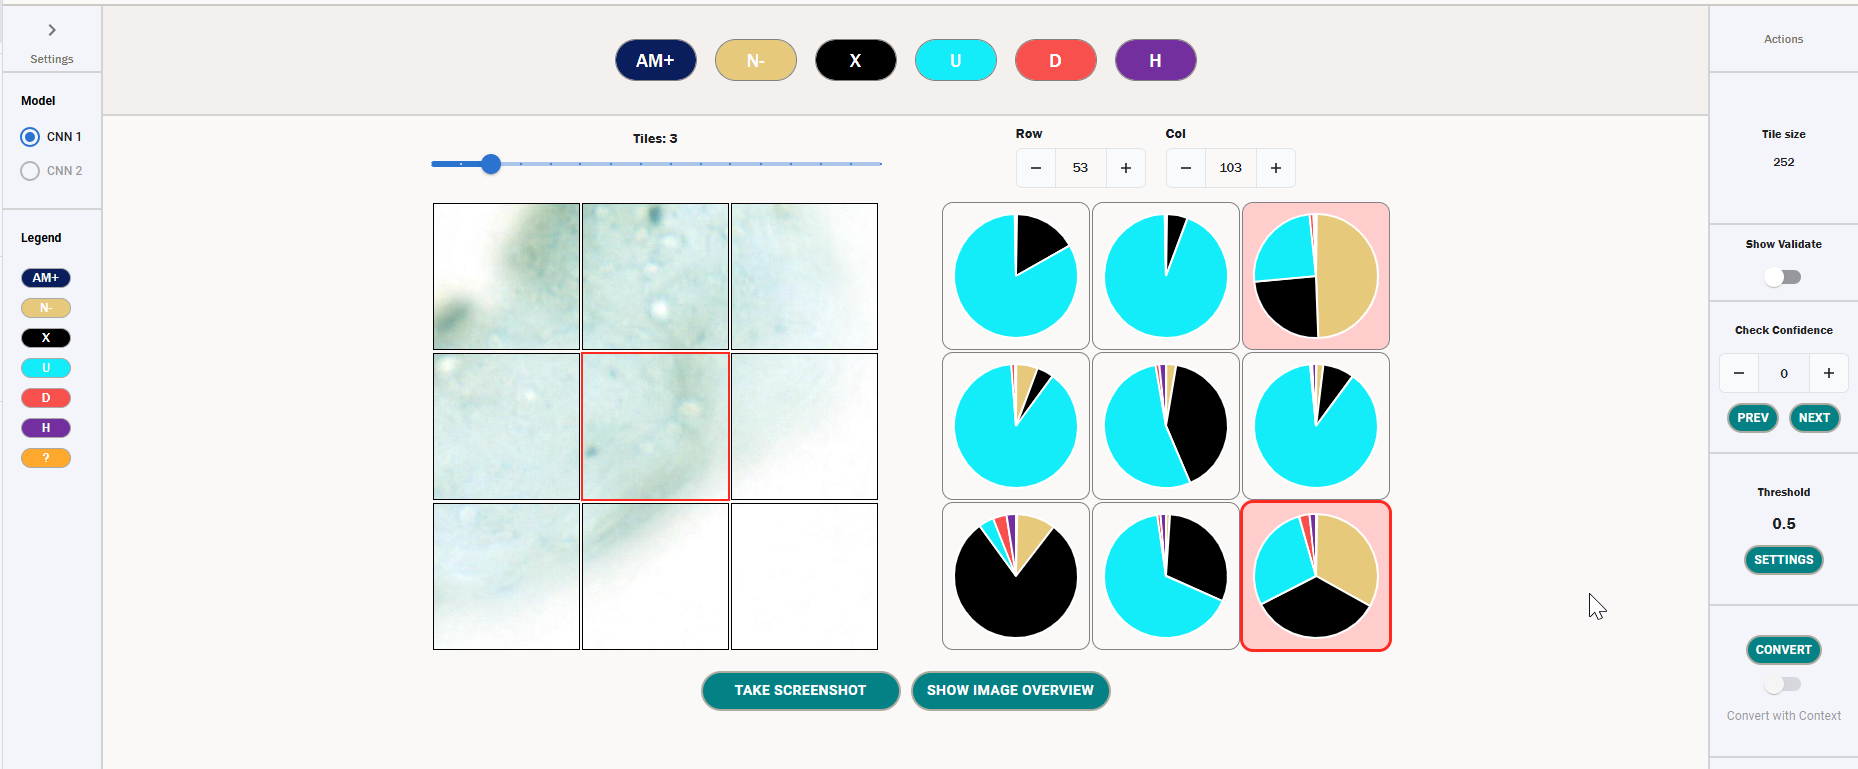 AM+ N- X U D H
Settings
Actions
Model
CNN 1
CNN 2
Legend
AM+
N-
X
U
D
H
?
Tiles: 3
Row
− 53 +
Col
− 103 +
TAKE SCREENSHOT
SHOW IMAGE OVERVIEW
Tile size
252
Show Validate
Check Confidence
− 0 +
PREV NEXT
Threshold
0.5
SETTINGS
CONVERT
Convert with Context